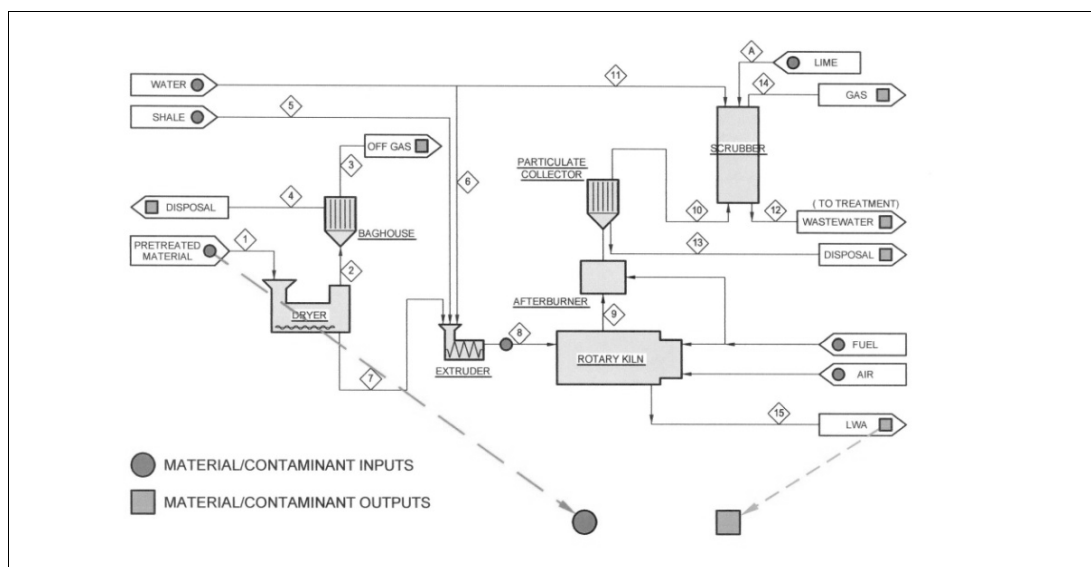 A
LIME
WATER
11
14
GAS
SHALE
5
OFF GAS
SCRUBBER
3
PARTICULATE
COLLECTOR
6
4
DISPOSAL
10
12
( TO TREATMENT)
WASTEWATER
BAGHOUSE
1
PRETREATED
MATERIAL
2
13
DISPOSAL
AFTERBURNER
DRYER
9
8
FUEL
ROTARY KILN
EXTRUDER
7
AIR
15
LWA
MATERIAL/CONTAMINANT INPUTS
MATERIAL/CONTAMINANT OUTPUTS